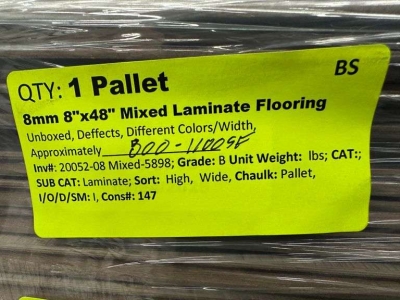 BS
QTY: 1 Pallet
8mm 8"x48" Mixed Laminate Flooring
Unboxed, Deffects, Different Colors/Width,
Approximately 800-1100SF
Inv#: 20052-08 Mixed-5898; Grade: B Unit Weight: lbs; CAT:;
SUB CAT: Laminate; Sort: High, Wide, Chaulk: Pallet,
I/O/D/SM: I, Cons#: 147